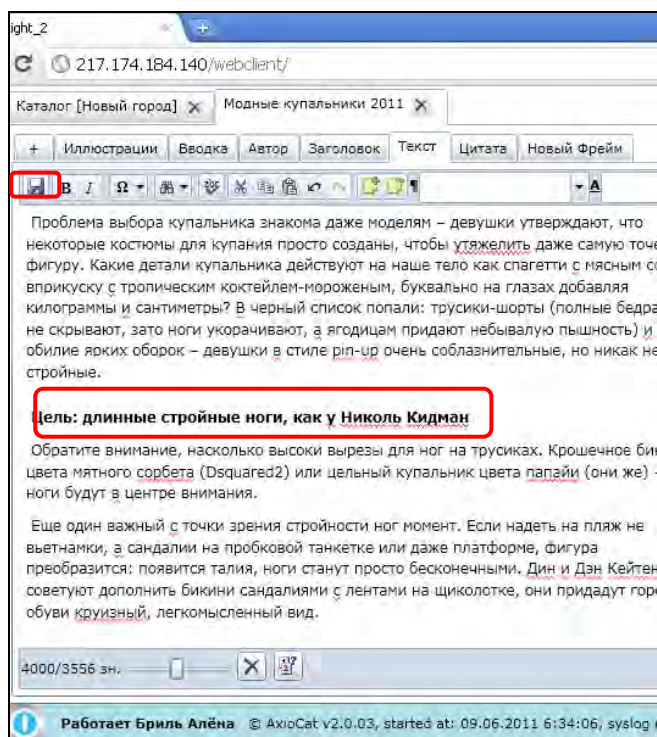 ight_2
217.174.184.140/webclient/
Каталог [Новый город] Модные купальники 2011
+ Иллюстрации Вводка Автор Заголовок Текст Цитата Новый Фрейм
B I Ω ¶ A
Проблема выбора купальника знакома даже моделям – девушки утверждают, что
некоторые костюмы для купания просто созданы, чтобы утяжелить даже самую точе
фигуру. Какие детали купальника действуют на наше тело как спагетти с мясным со
вприкуску с тропическим коктейлем-мороженым, буквально на глазах добавляя
килограммы и сантиметры? В черный список попали: трусики-шорты (полные бедра
не скрывают, зато ноги укорачивают, а ягодицам придают небывалую пышность) и
обилие ярких оборок – девушки в стиле pin-up очень соблазнительные, но никак не
стройные.
Цель: длинные стройные ноги, как у Николь Кидман
Обратите внимание, насколько высоки вырезы для ног на трусиках. Крошечное бик
цвета мятного сорбета (Dsquared2) или цельный купальник цвета папайи (они же) –
ноги будут в центре внимания.
Еще один важный с точки зрения стройности ног момент. Если надеть на пляж не
вьетнамки, а сандалии на пробковой танкетке или даже платформе, фигура
преобразится: появится талия, ноги станут просто бесконечными. Дин и Дэн Кейтен
советуют дополнить бикини сандалиями с лентами на щиколотке, они придадут горе
обуви круизный, легкомысленный вид.
4000/3556 зн.
Работает Бриль Алёна © AxioCat v2.0.03, started at: 09.06.2011 6:34:06, syslog